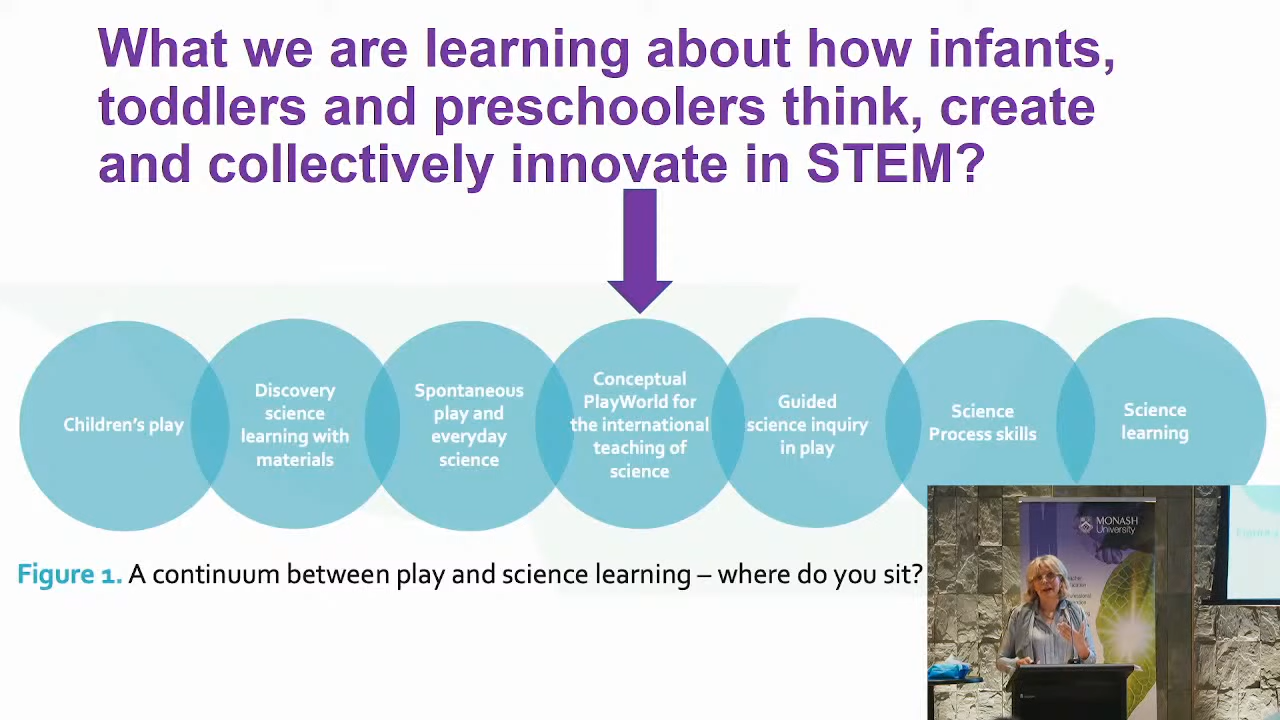 What we are learning about how infants,
toddlers and preschoolers think, create
and collectively innovate in STEM?
Children's play
Discovery
science
learning with
materials
Spontaneous
play and
everyday
science
Conceptual
PlayWorld for
the international
teaching of
science
Guided
science inquiry
in play
Science
Process skills
Science
learning
Figure 1. A continuum between play and science learning – where do you sit?
MONASH
University